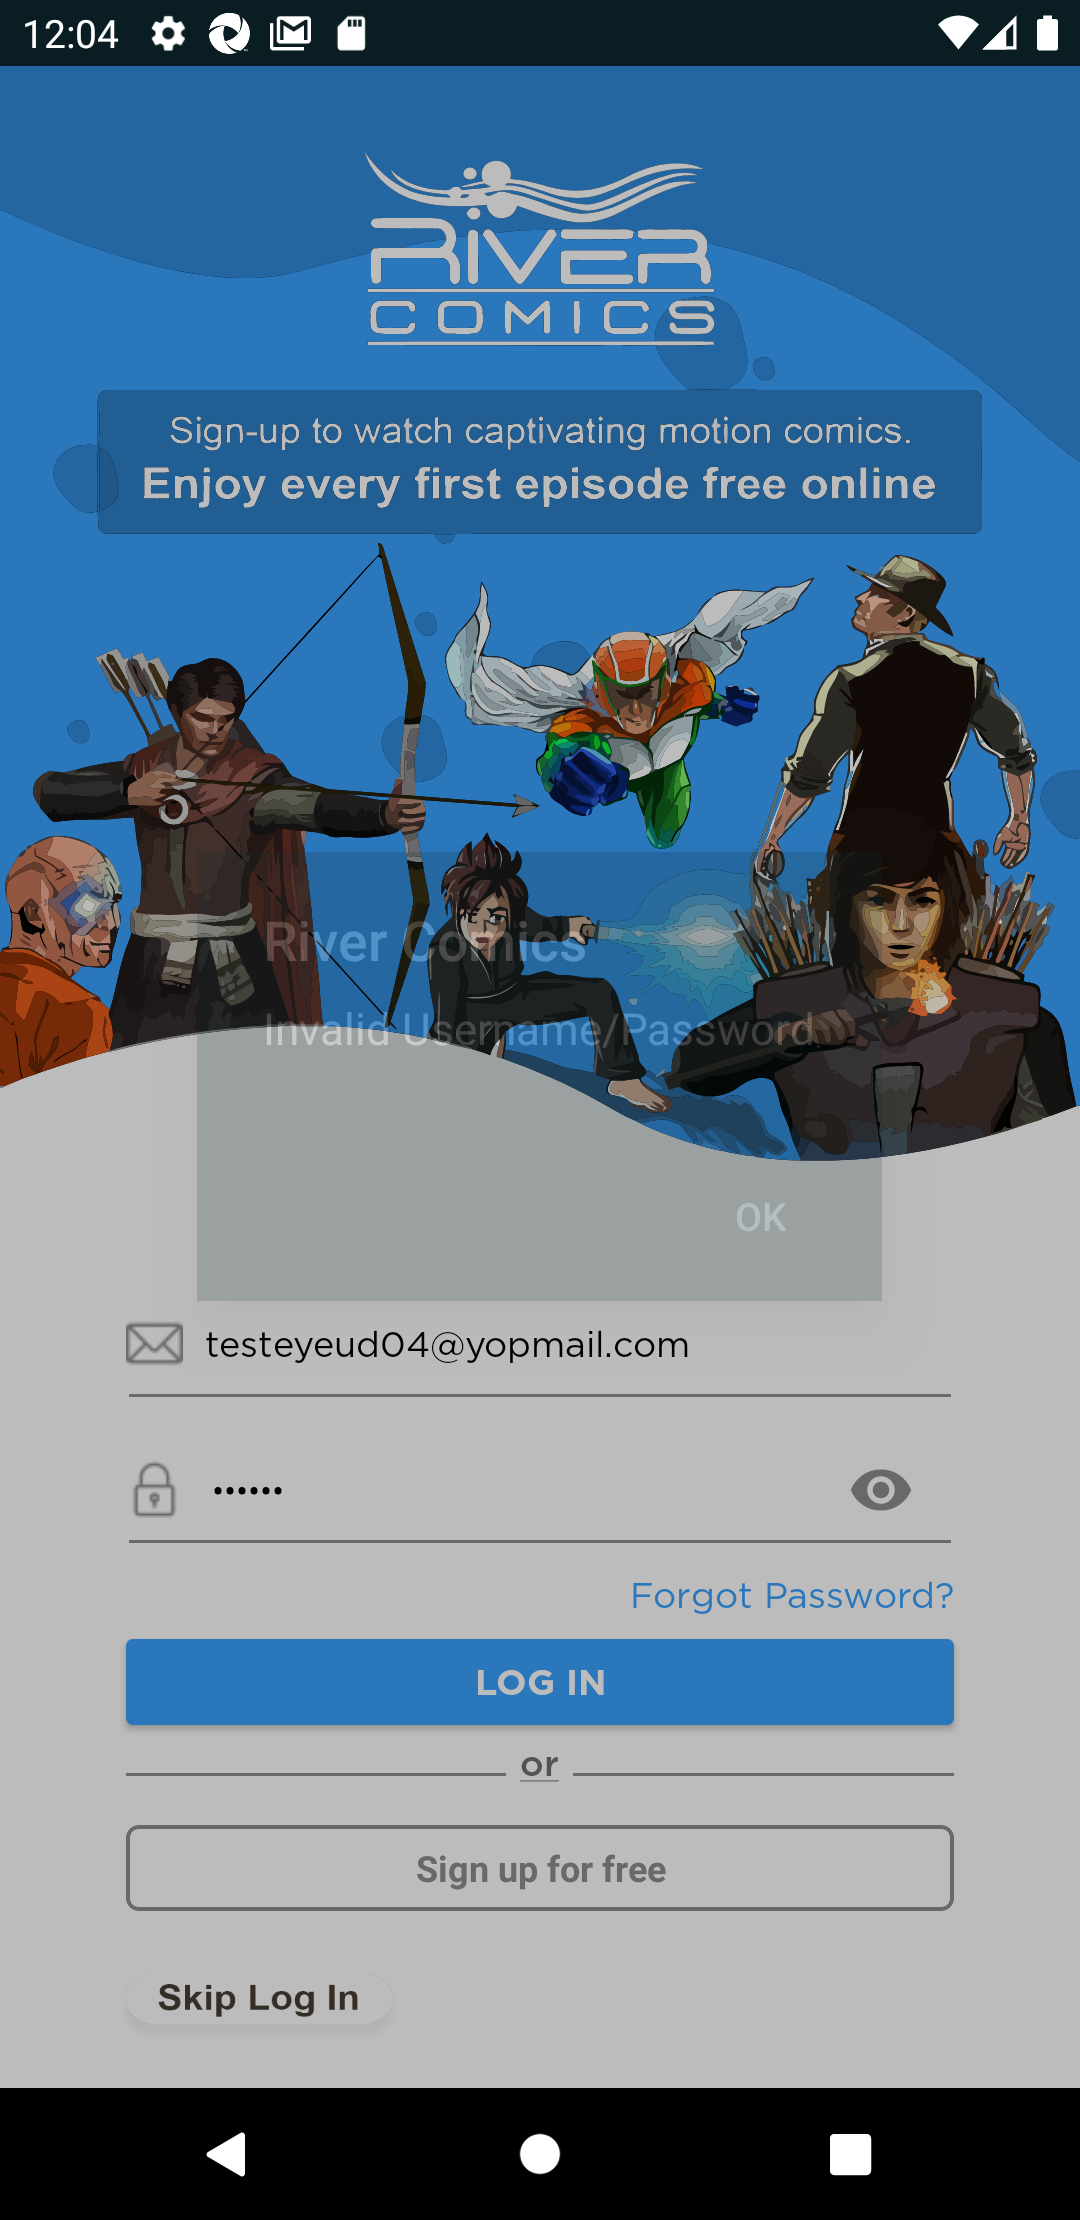 12:04
RIVER
COMICS
Sign-up to watch captivating motion comics.
Enjoy every first episode free online
River Comics
Invalid Username/Password
OK
testeyeud04@yopmail.com
••••••
Forgot Password?
LOG IN
or
Sign up for free
Skip Log In